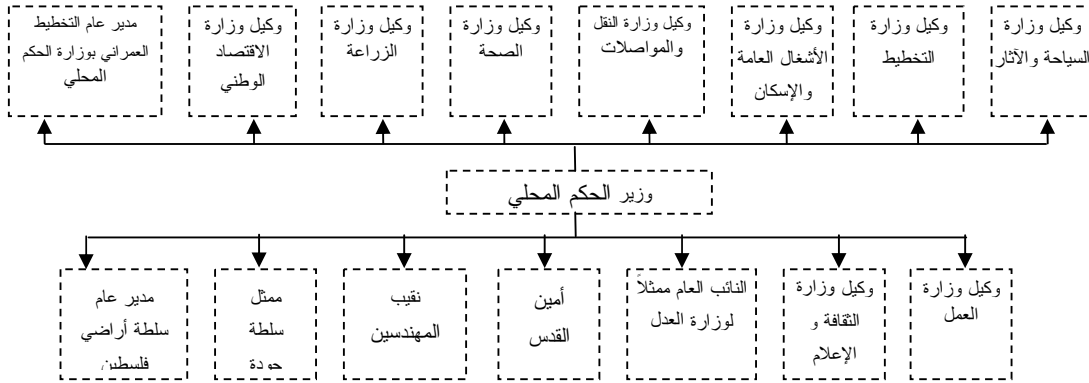 وكيل وزارة
السياحة والآثار
وكيل وزارة
التخطيط
وكيل وزارة
الأشغال العامة
والإسكان
وكيل وزارة النقل
والمواصلات
وكيل وزارة
الصحة
وكيل وزارة
الزراعة
وكيل وزارة
الاقتصاد
الوطني
مدير عام التخطيط
العمراني بوزارة الحكم
المحلي
وزير الحكم المحلي
وكيل وزارة
العمل
وكيل وزارة
الثقافة و
الإعلام
النائب العام ممثلاً
لوزارة العدل
أمين
القدس
نقيب
المهندسين
ممثل
سلطة
جودة
مدير عام
سلطة أراضي
فلسطين